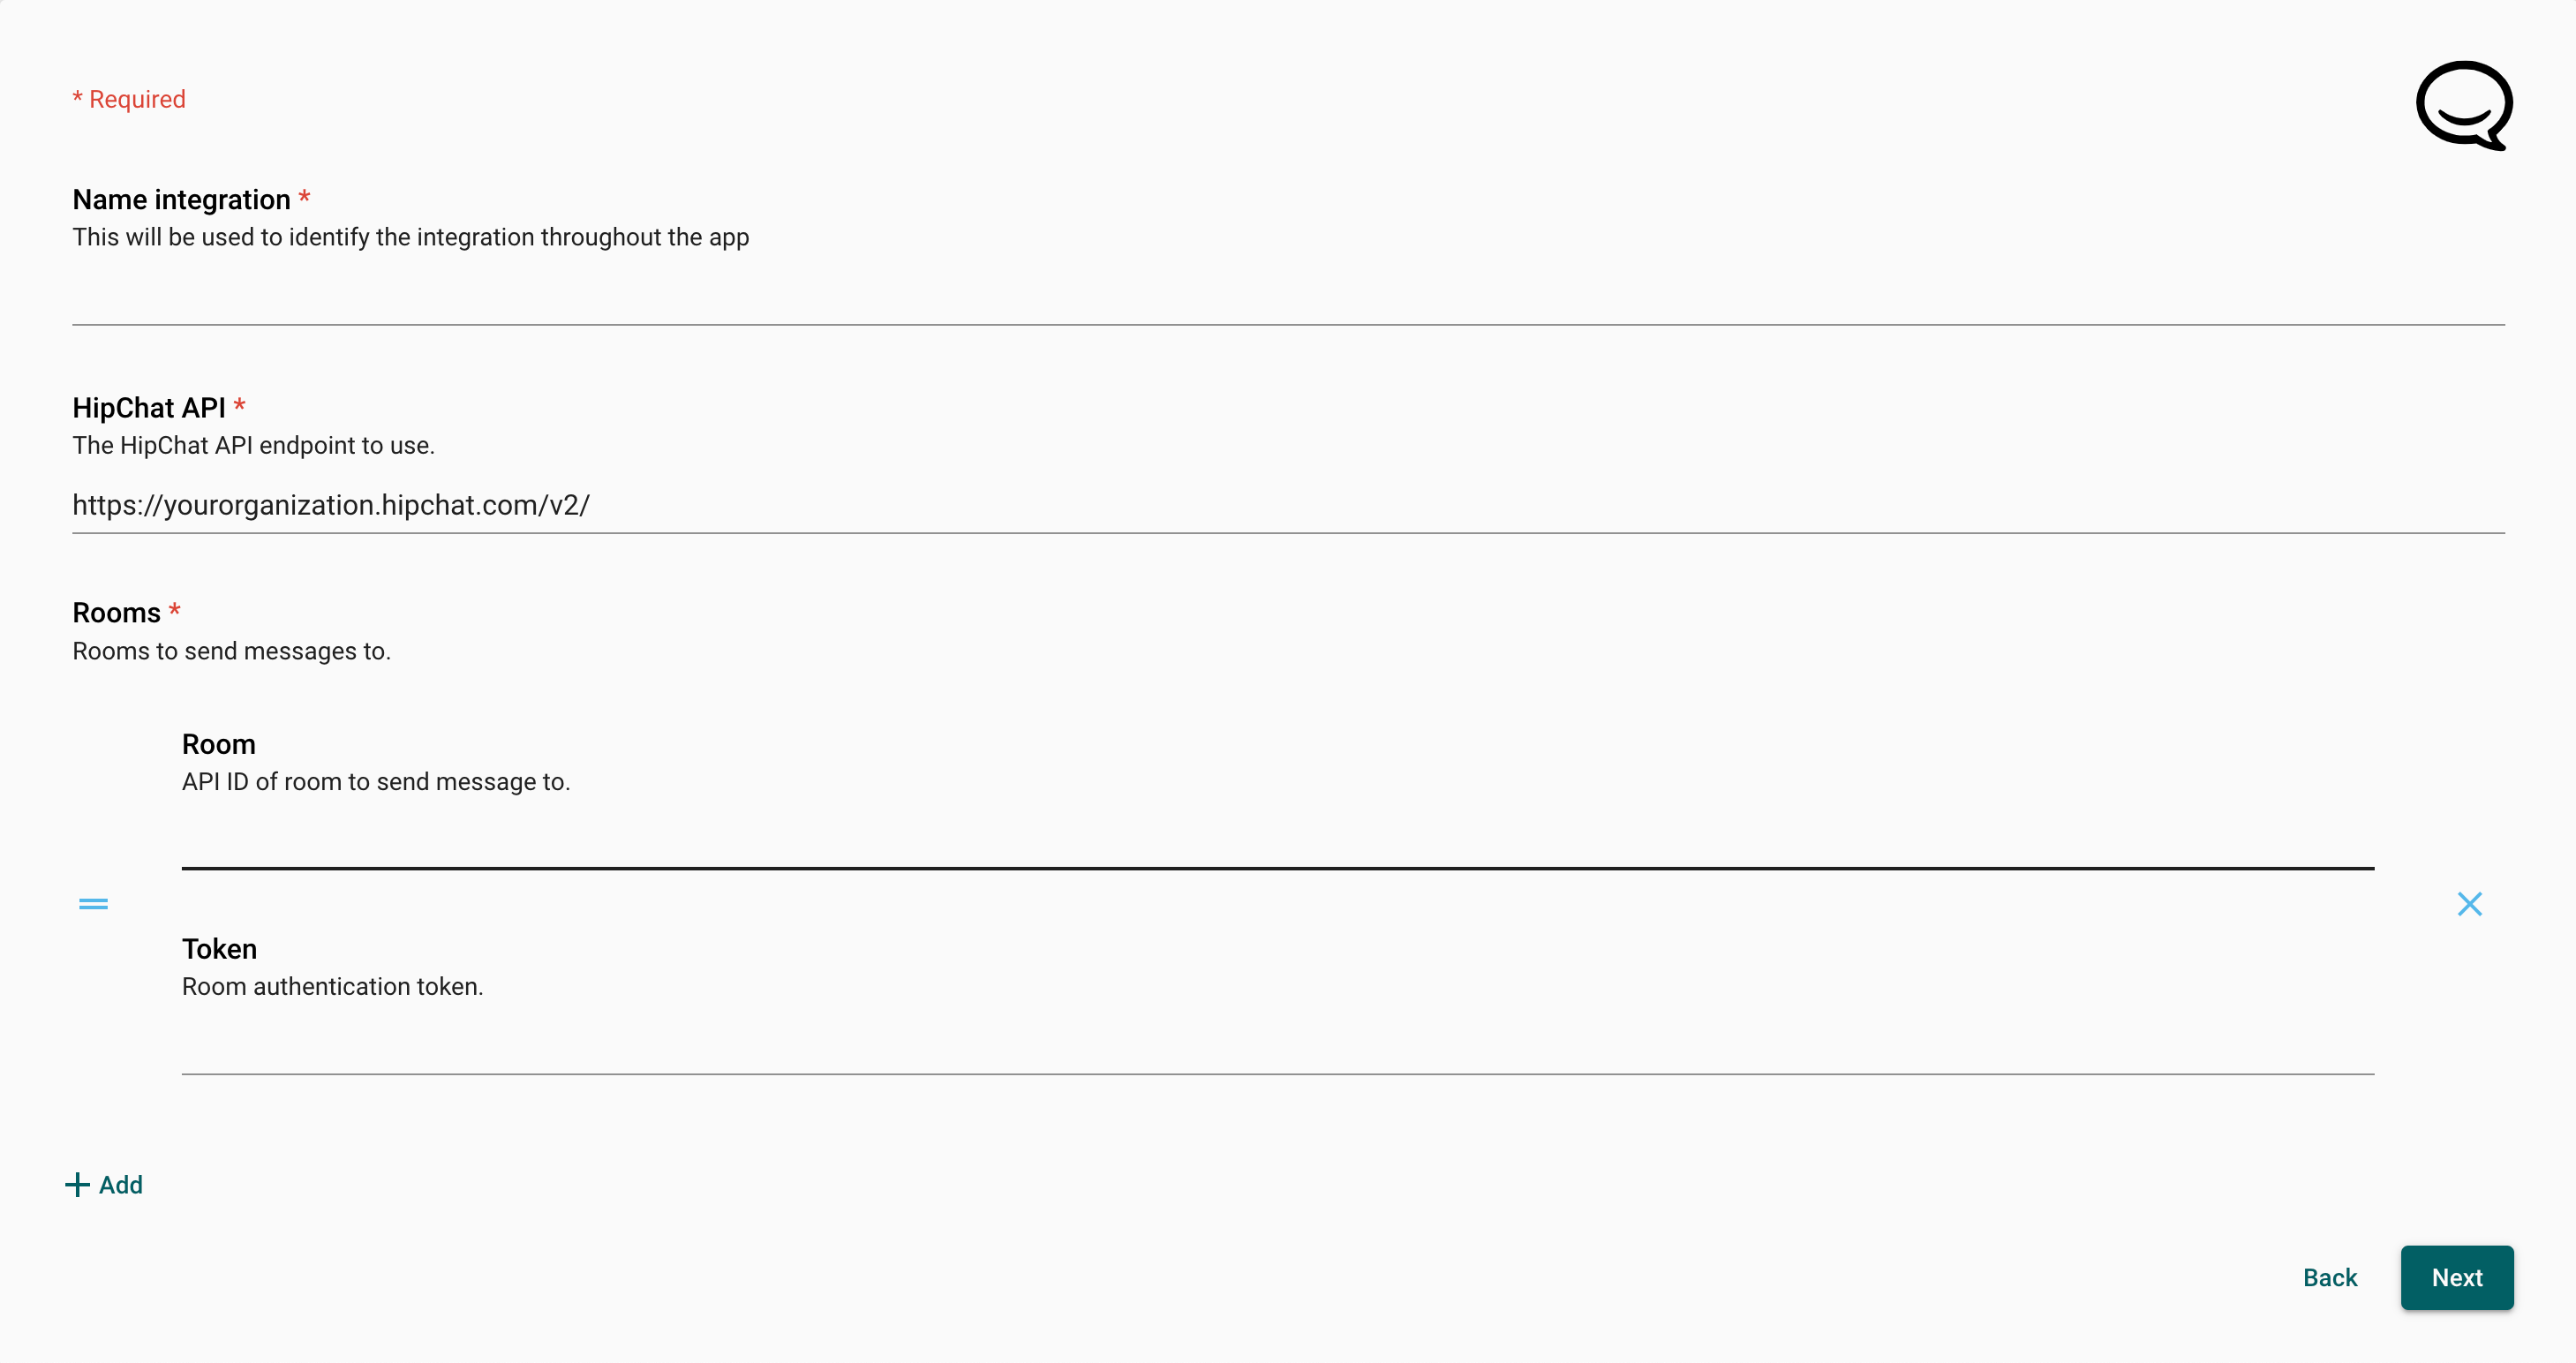 * Required
Name integration *
This will be used to identify the integration throughout the app
HipChat API *
The HipChat API endpoint to use.
https://yourorganization.hipchat.com/v2/
Rooms *
Rooms to send messages to.
Room
API ID of room to send message to.
Token
Room authentication token.
Add
Back
Next